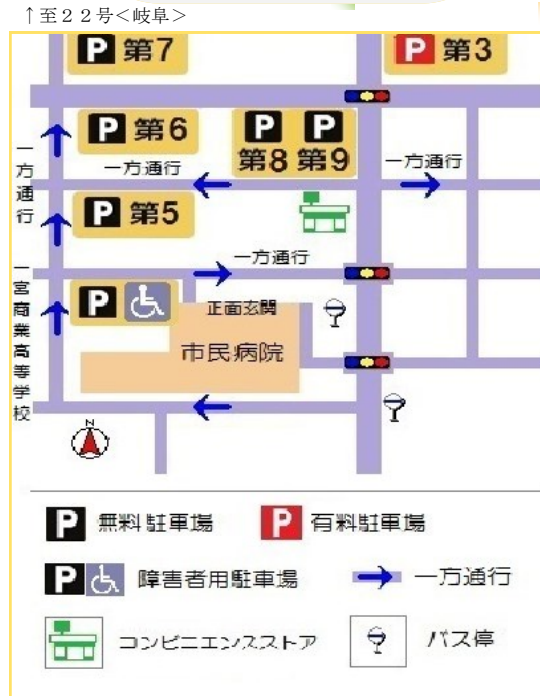 ↑至２２号<岐阜>
P 第7
P 第3
P 第6
P P
第8 第9
一方通行
一方通行
一方通行
P 第5
一方通行
一宮商業高等学校
P
正面玄関
市民病院
N
P 無料駐車場
P 有料駐車場
P 障害者用駐車場
一方通行
コンビニエンスストア
バス停